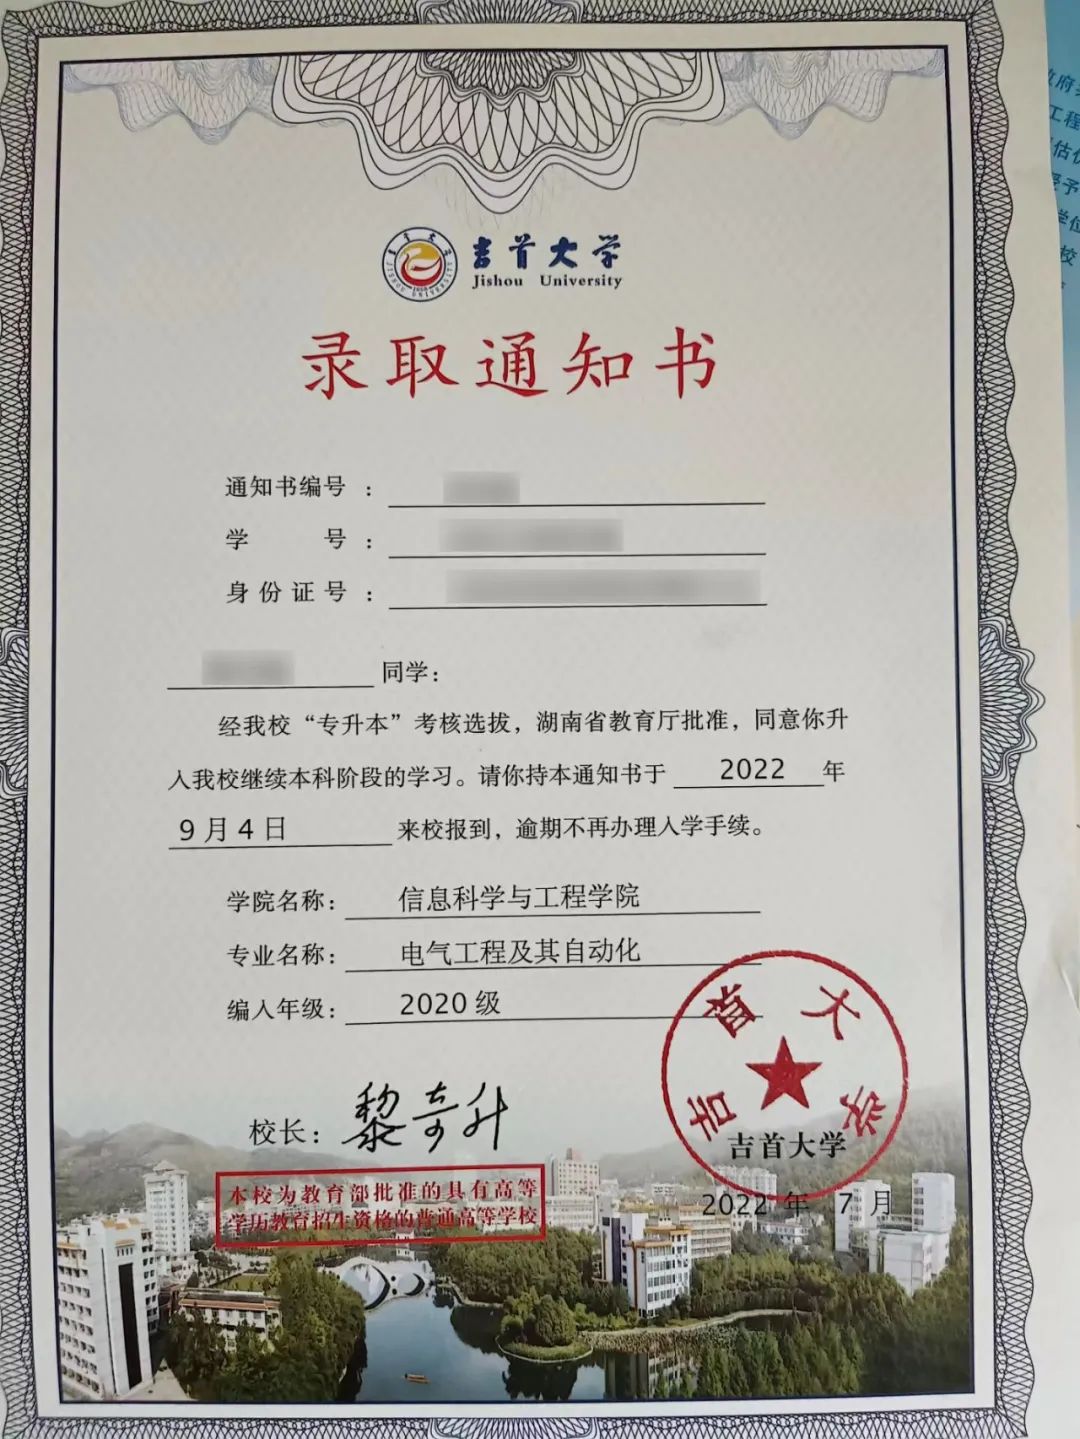 吉首大学
Jishou University
录取通知书
通知书编号：
学 号：
身份证号：
同学：
经我校“专升本”考核选拔，湖南省教育厅批准，同意你升
入我校继续本科阶段的学习。请你持本通知书于 2022 年
9月4日 来校报到，逾期不再办理入学手续。
学院名称： 信息科学与工程学院
专业名称： 电气工程及其自动化
编入年级： 2020 级
吉首大学
校长：黎奇升
吉首大学
本校为教育部批准的具有高等
学历教育招生资格的普通高等学校
2022 年 7 月
工程
学位
校